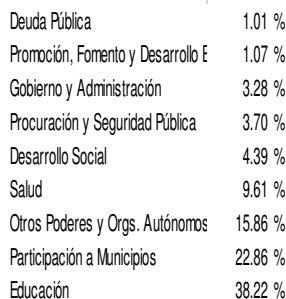 Deuda Pública 1.01 %
Promoción, Fomento y Desarrollo E 1.07 %
Gobierno y Administración 3.28 %
Procuración y Seguridad Pública 3.70 %
Desarrollo Social 4.39 %
Salud 9.61 %
Otros Poderes y Orgs. Autónomos 15.86 %
Participación a Municipios 22.86 %
Educación 38.22 %